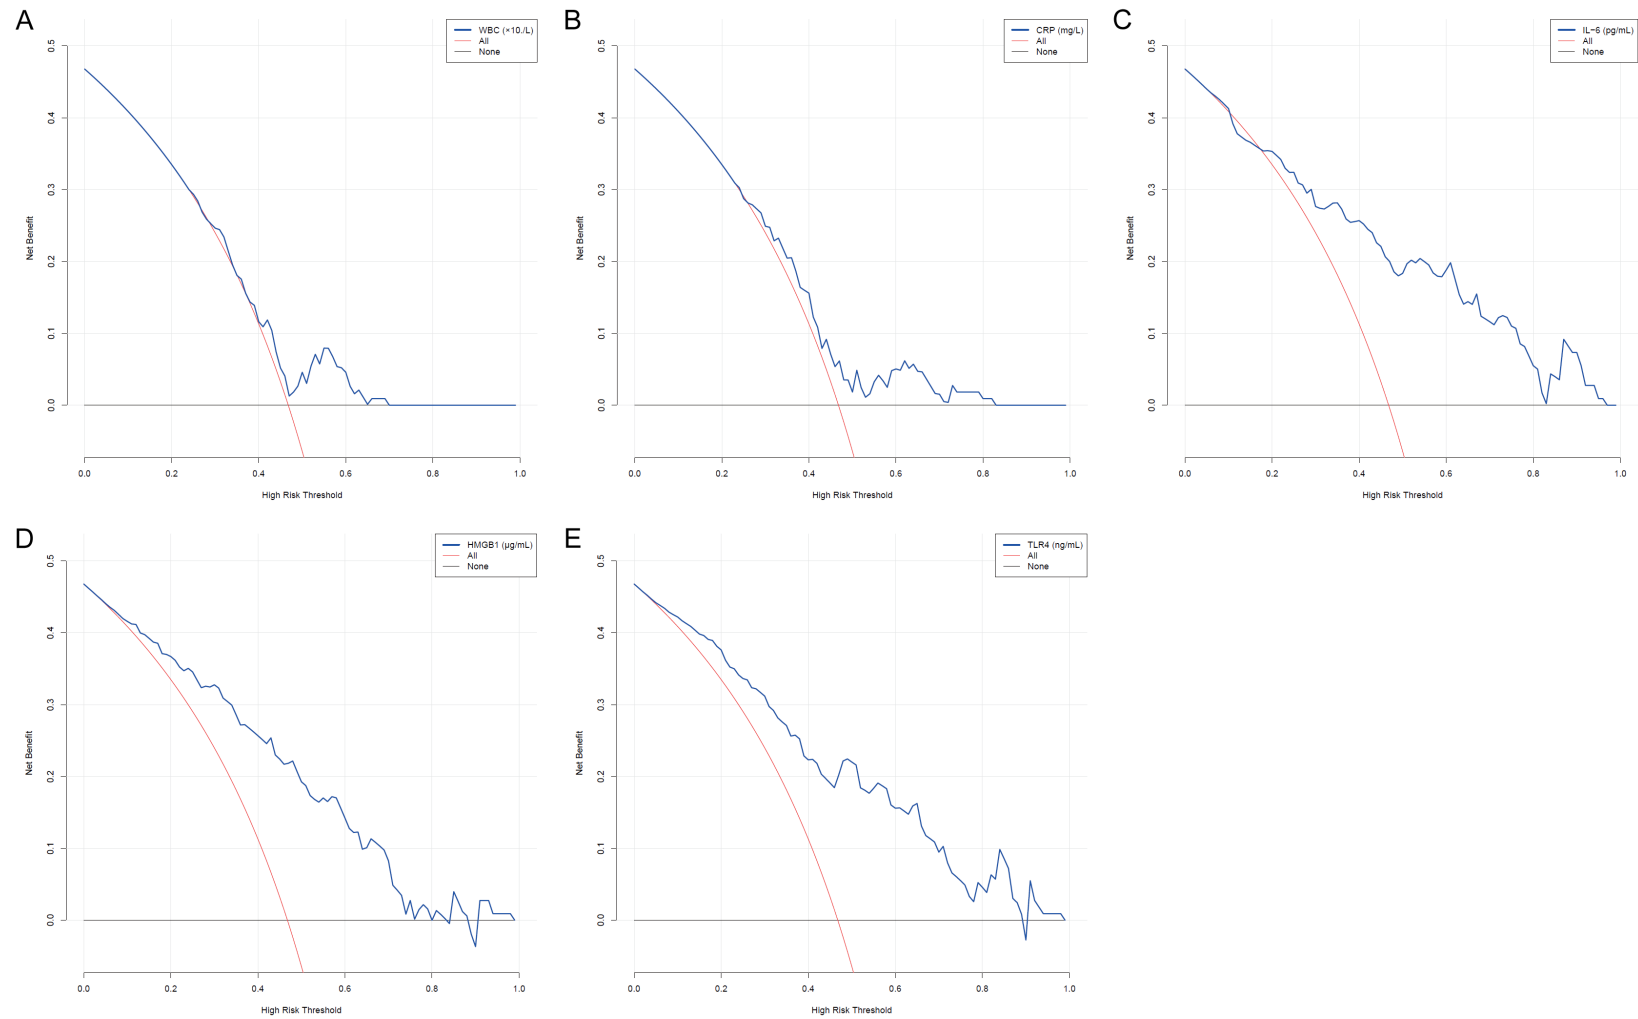 A
WBC (×10./L)
All
None
0.5
0.4
0.3
0.2
0.1
0.0
Net Benefit
0.0 0.2 0.4 0.6 0.8 1.0
High Risk Threshold
B
CRP (mg/L)
All
None
0.5
0.4
0.3
0.2
0.1
0.0
Net Benefit
0.0 0.2 0.4 0.6 0.8 1.0
High Risk Threshold
C
IL−6 (pg/mL)
All
None
0.5
0.4
0.3
0.2
0.1
0.0
Net Benefit
0.0 0.2 0.4 0.6 0.8 1.0
High Risk Threshold
D
HMGB1 (μg/mL)
All
None
0.5
0.4
0.3
0.2
0.1
0.0
Net Benefit
0.0 0.2 0.4 0.6 0.8 1.0
High Risk Threshold
E
TLR4 (ng/mL)
All
None
0.5
0.4
0.3
0.2
0.1
0.0
Net Benefit
0.0 0.2 0.4 0.6 0.8 1.0
High Risk Threshold